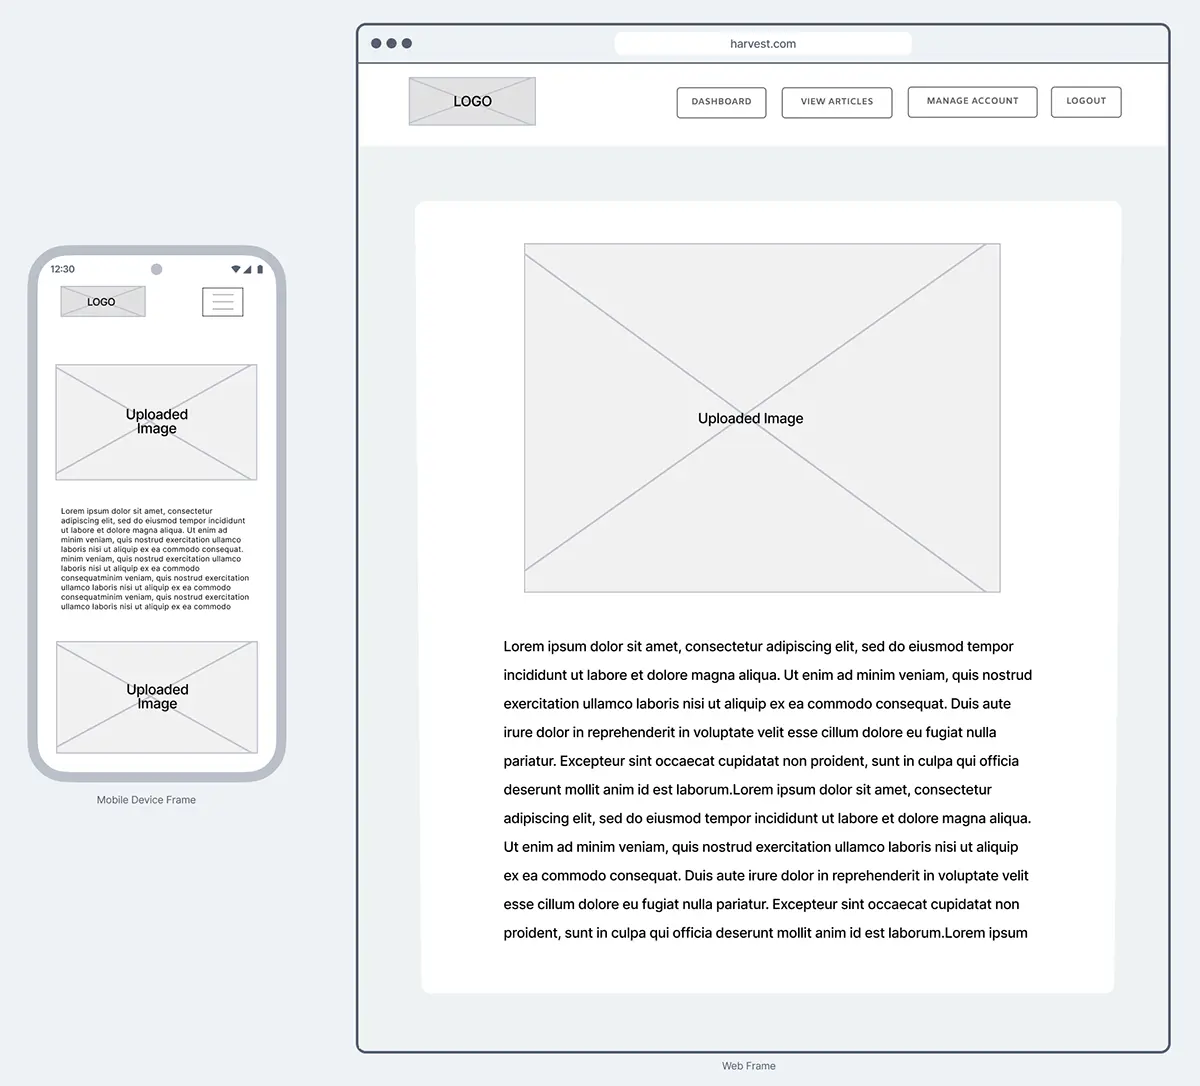 12:30
LOGO
Uploaded
Image
Lorem ipsum dolor sit amet, consectetur
adipiscing elit, sed do eiusmod tempor incididunt
ut labore et dolore magna aliqua. Ut enim ad
minim veniam, quis nostrud exercitation ullamco
laboris nisi ut aliquip ex ea commodo consequat.
minim veniam, quis nostrud exercitation ullamco
laboris nisi ut aliquip ex ea commodo
consequatminim veniam, quis nostrud exercitation
ullamco laboris nisi ut aliquip ex ea commodo
consequatminim veniam, quis nostrud exercitation
ullamco laboris nisi ut aliquip ex ea commodo
Uploaded
Image
Mobile Device Frame
harvest.com
LOGO
DASHBOARD
VIEW ARTICLES
MANAGE ACCOUNT
LOGOUT
Uploaded Image
Lorem ipsum dolor sit amet, consectetur adipiscing elit, sed do eiusmod tempor
incididunt ut labore et dolore magna aliqua. Ut enim ad minim veniam, quis nostrud
exercitation ullamco laboris nisi ut aliquip ex ea commodo consequat. Duis aute
irure dolor in reprehenderit in voluptate velit esse cillum dolore eu fugiat nulla
pariatur. Excepteur sint occaecat cupidatat non proident, sunt in culpa qui officia
deserunt mollit anim id est laborum.Lorem ipsum dolor sit amet, consectetur
adipiscing elit, sed do eiusmod tempor incididunt ut labore et dolore magna aliqua.
Ut enim ad minim veniam, quis nostrud exercitation ullamco laboris nisi ut aliquip
ex ea commodo consequat. Duis aute irure dolor in reprehenderit in voluptate velit
esse cillum dolore eu fugiat nulla pariatur. Excepteur sint occaecat cupidatat non
proident, sunt in culpa qui officia deserunt mollit anim id est laborum.Lorem ipsum
Web Frame